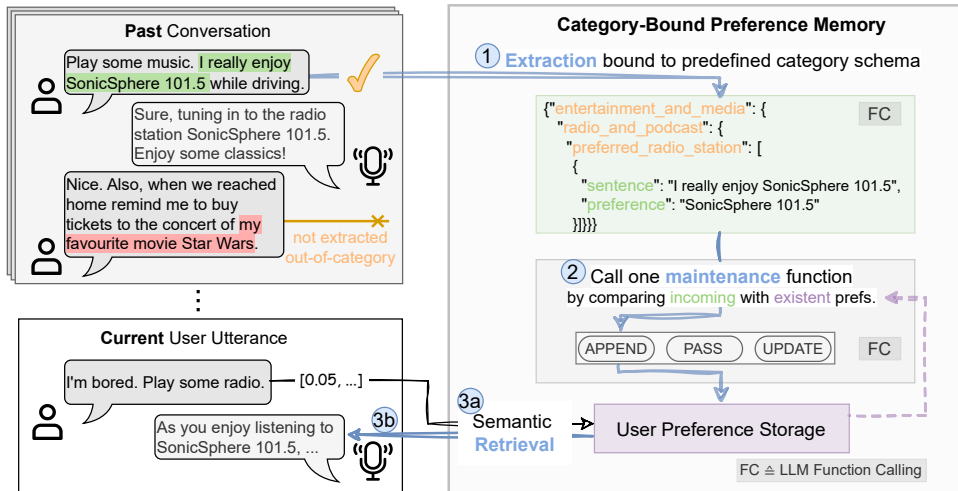 Past Conversation
Play some music. I really enjoy
SonicSphere 101.5 while driving.
Sure, tuning in to the radio
station SonicSphere 101.5.
Enjoy some classics!
Nice. Also, when we reached
home remind me to buy
tickets to the concert of my
favourite movie Star Wars.
not extracted
out-of-category
Current User Utterance
I'm bored. Play some radio.
[0.05, ...]
As you enjoy listening to
SonicSphere 101.5, ...
3b
Category-Bound Preference Memory
1 Extraction bound to predefined category schema
FC
{"entertainment_and_media": {
"radio_and_podcast": {
"preferred_radio_station": [
{
"sentence": "I really enjoy SonicSphere 101.5",
"preference": "SonicSphere 101.5"
}]}}}
2 Call one maintenance function
by comparing incoming with existent prefs.
APPEND
PASS
UPDATE
FC
3a
Semantic
Retrieval
User Preference Storage
FC ≙ LLM Function Calling